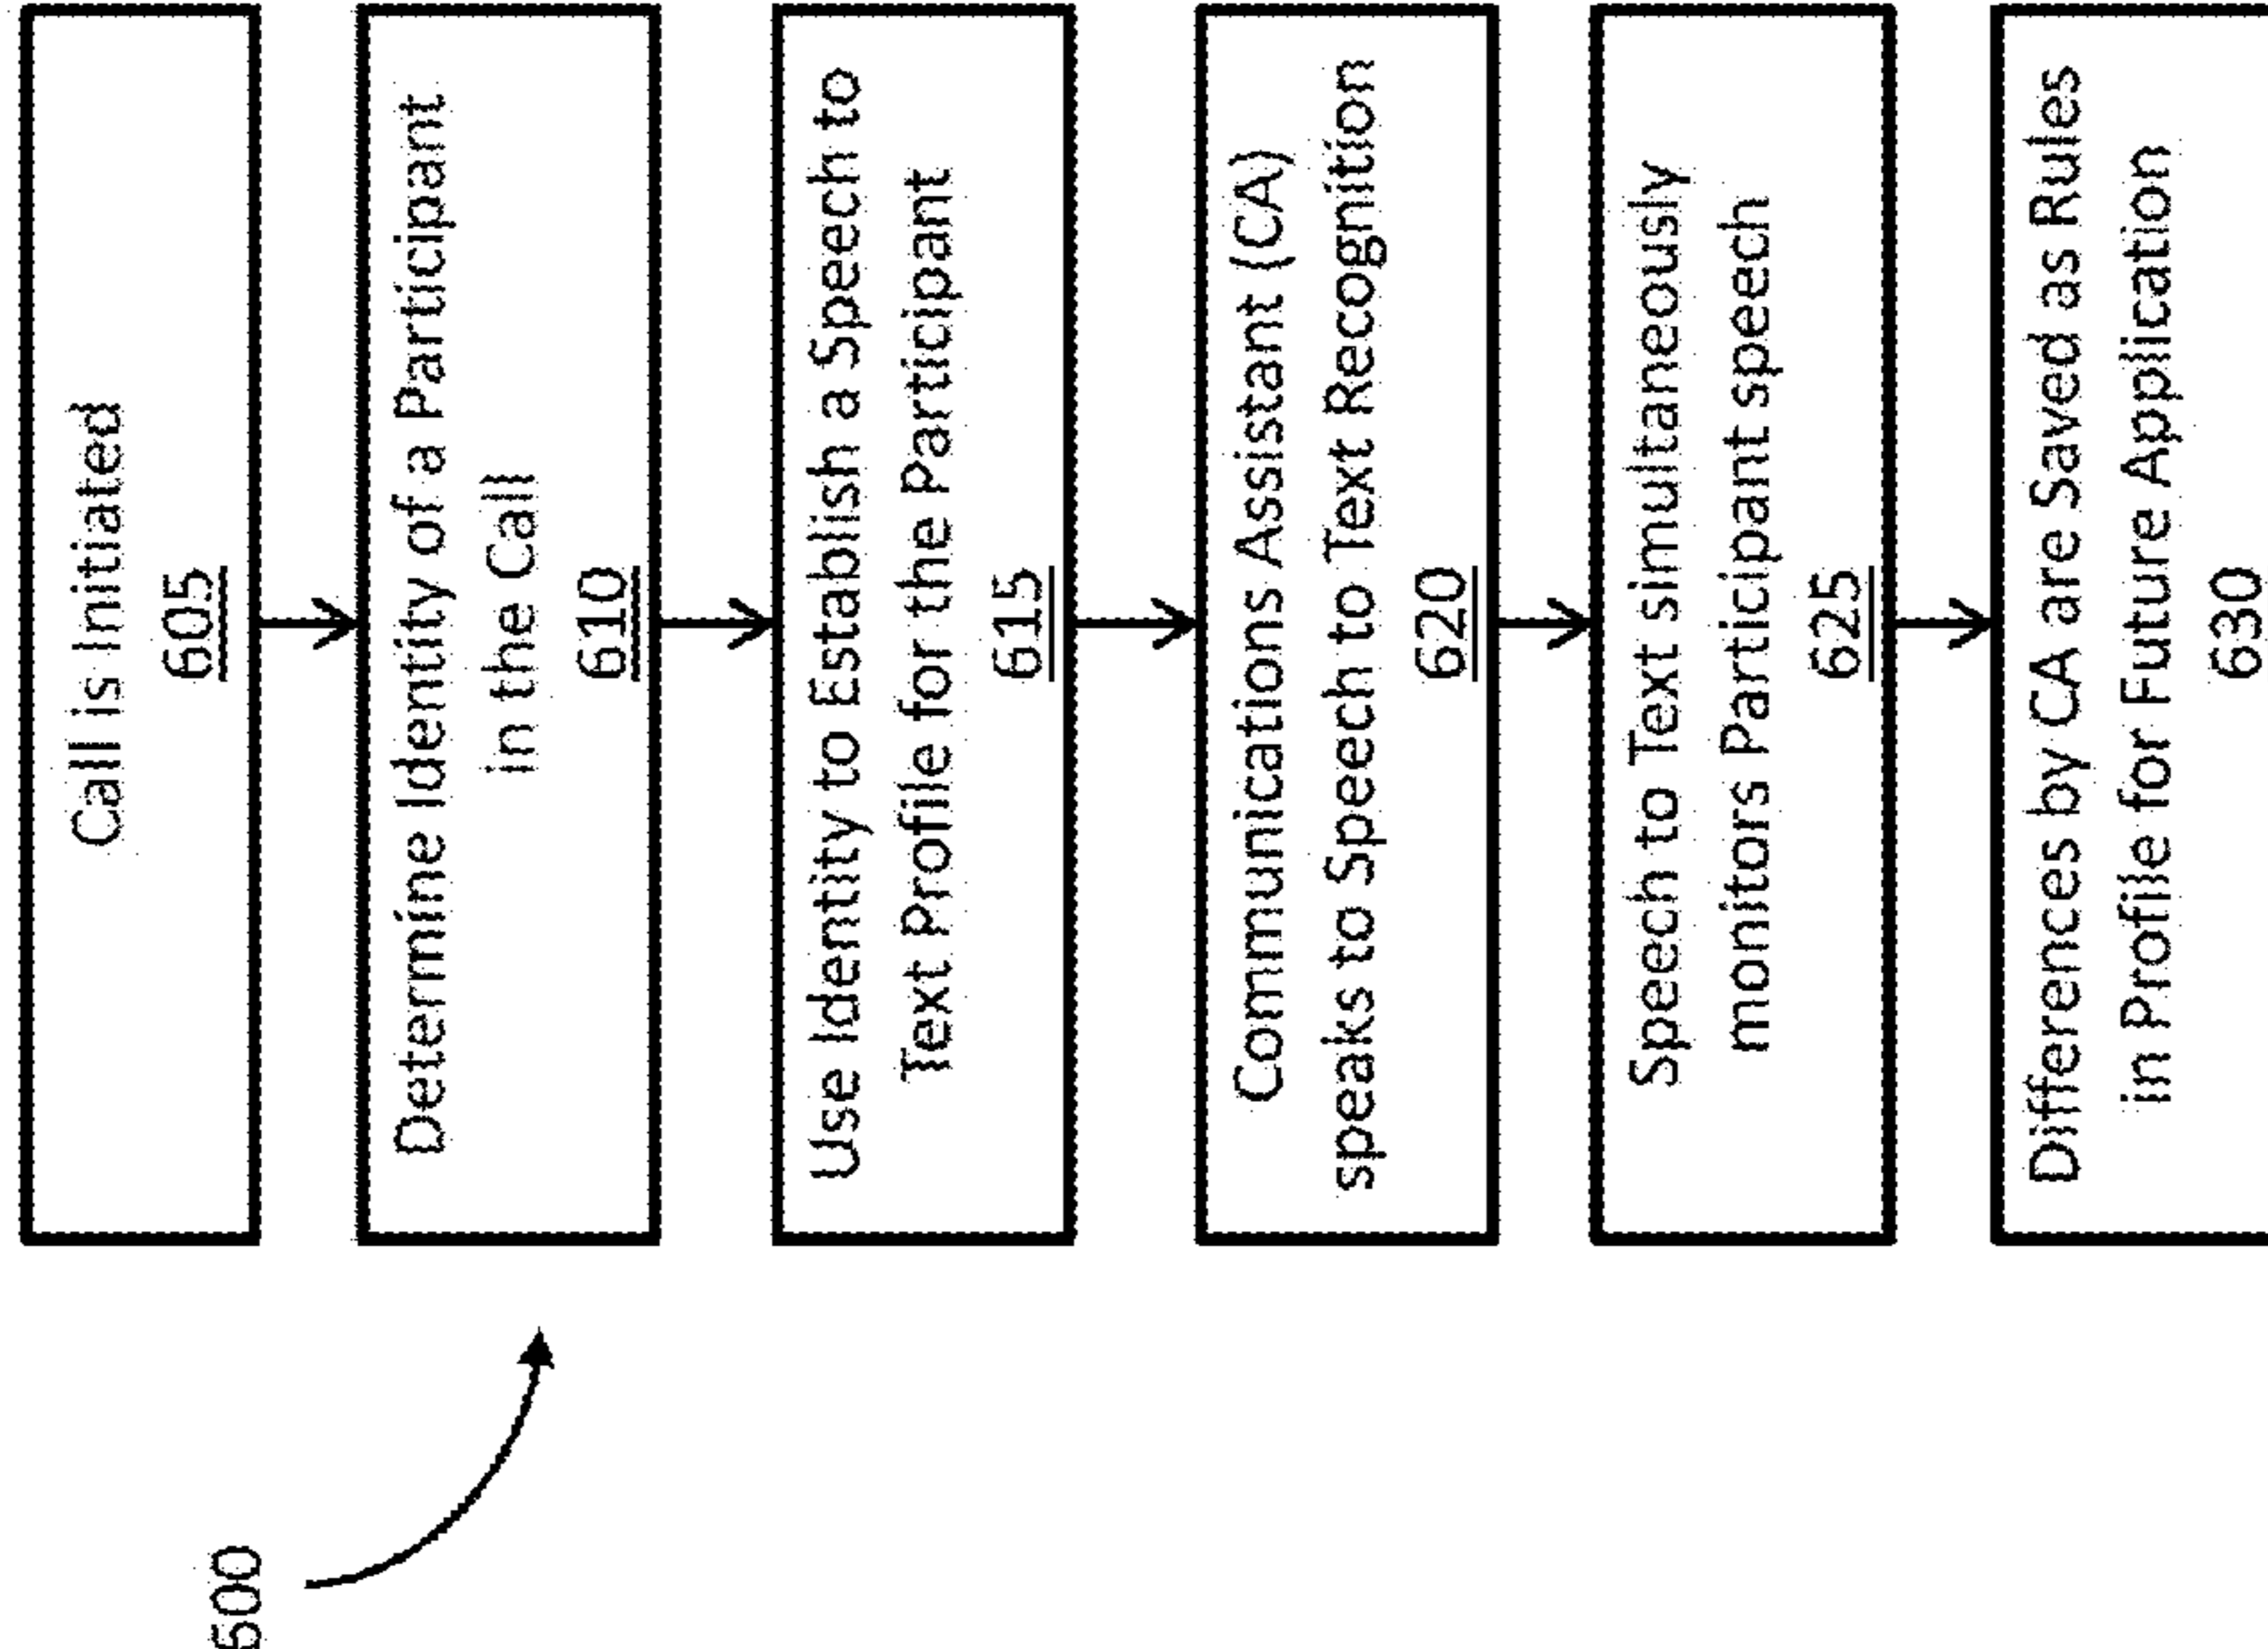 600
Call is Initiated
605
Determine Identity of a Participant
in the Call
610
Use Identity to Establish a Speech to
Text Profile for the Participant
615
Communications Assistant (CA)
speaks to Speech to Text Recognition
620
Speech to Text simultaneously
monitors Participant speech
625
Differences by CA are Saved as Rules
in Profile for Future Application
630